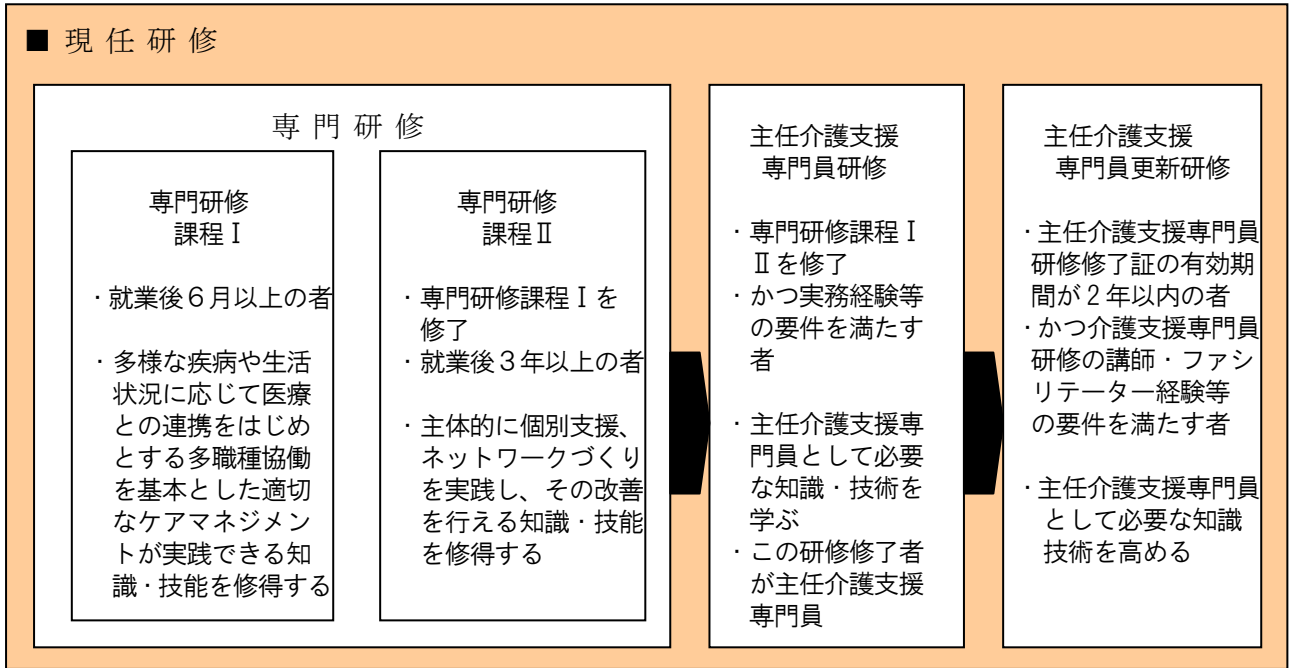 ■ 現任研修
専門研修
専門研修
課程Ⅰ
・就業後6月以上の者
・多様な疾病や生活
状況に応じて医療
との連携をはじめ
とする多職種協働
を基本とした適切
なケアマネジメン
トが実践できる知
識・技能を修得する
専門研修
課程Ⅱ
・専門研修課程Ⅰを
修了
・就業後3年以上の者
・主体的に個別支援、
ネットワークづくり
を実践し、その改善
を行える知識・技能
を修得する
主任介護支援
専門員研修
・専門研修課程Ⅰ
Ⅱを修了
・かつ実務経験等
の要件を満たす
者
・主任介護支援専
門員として必要
な知識・技術を
学ぶ
・この研修修了者
が主任介護支援
専門員
主任介護支援
専門員更新研修
・主任介護支援専門員
研修修了証の有効期
間が2年以内の者
・かつ介護支援専門員
研修の講師・ファシ
リテーター経験等
の要件を満たす者
・主任介護支援専門員
として必要な知識
技術を高める